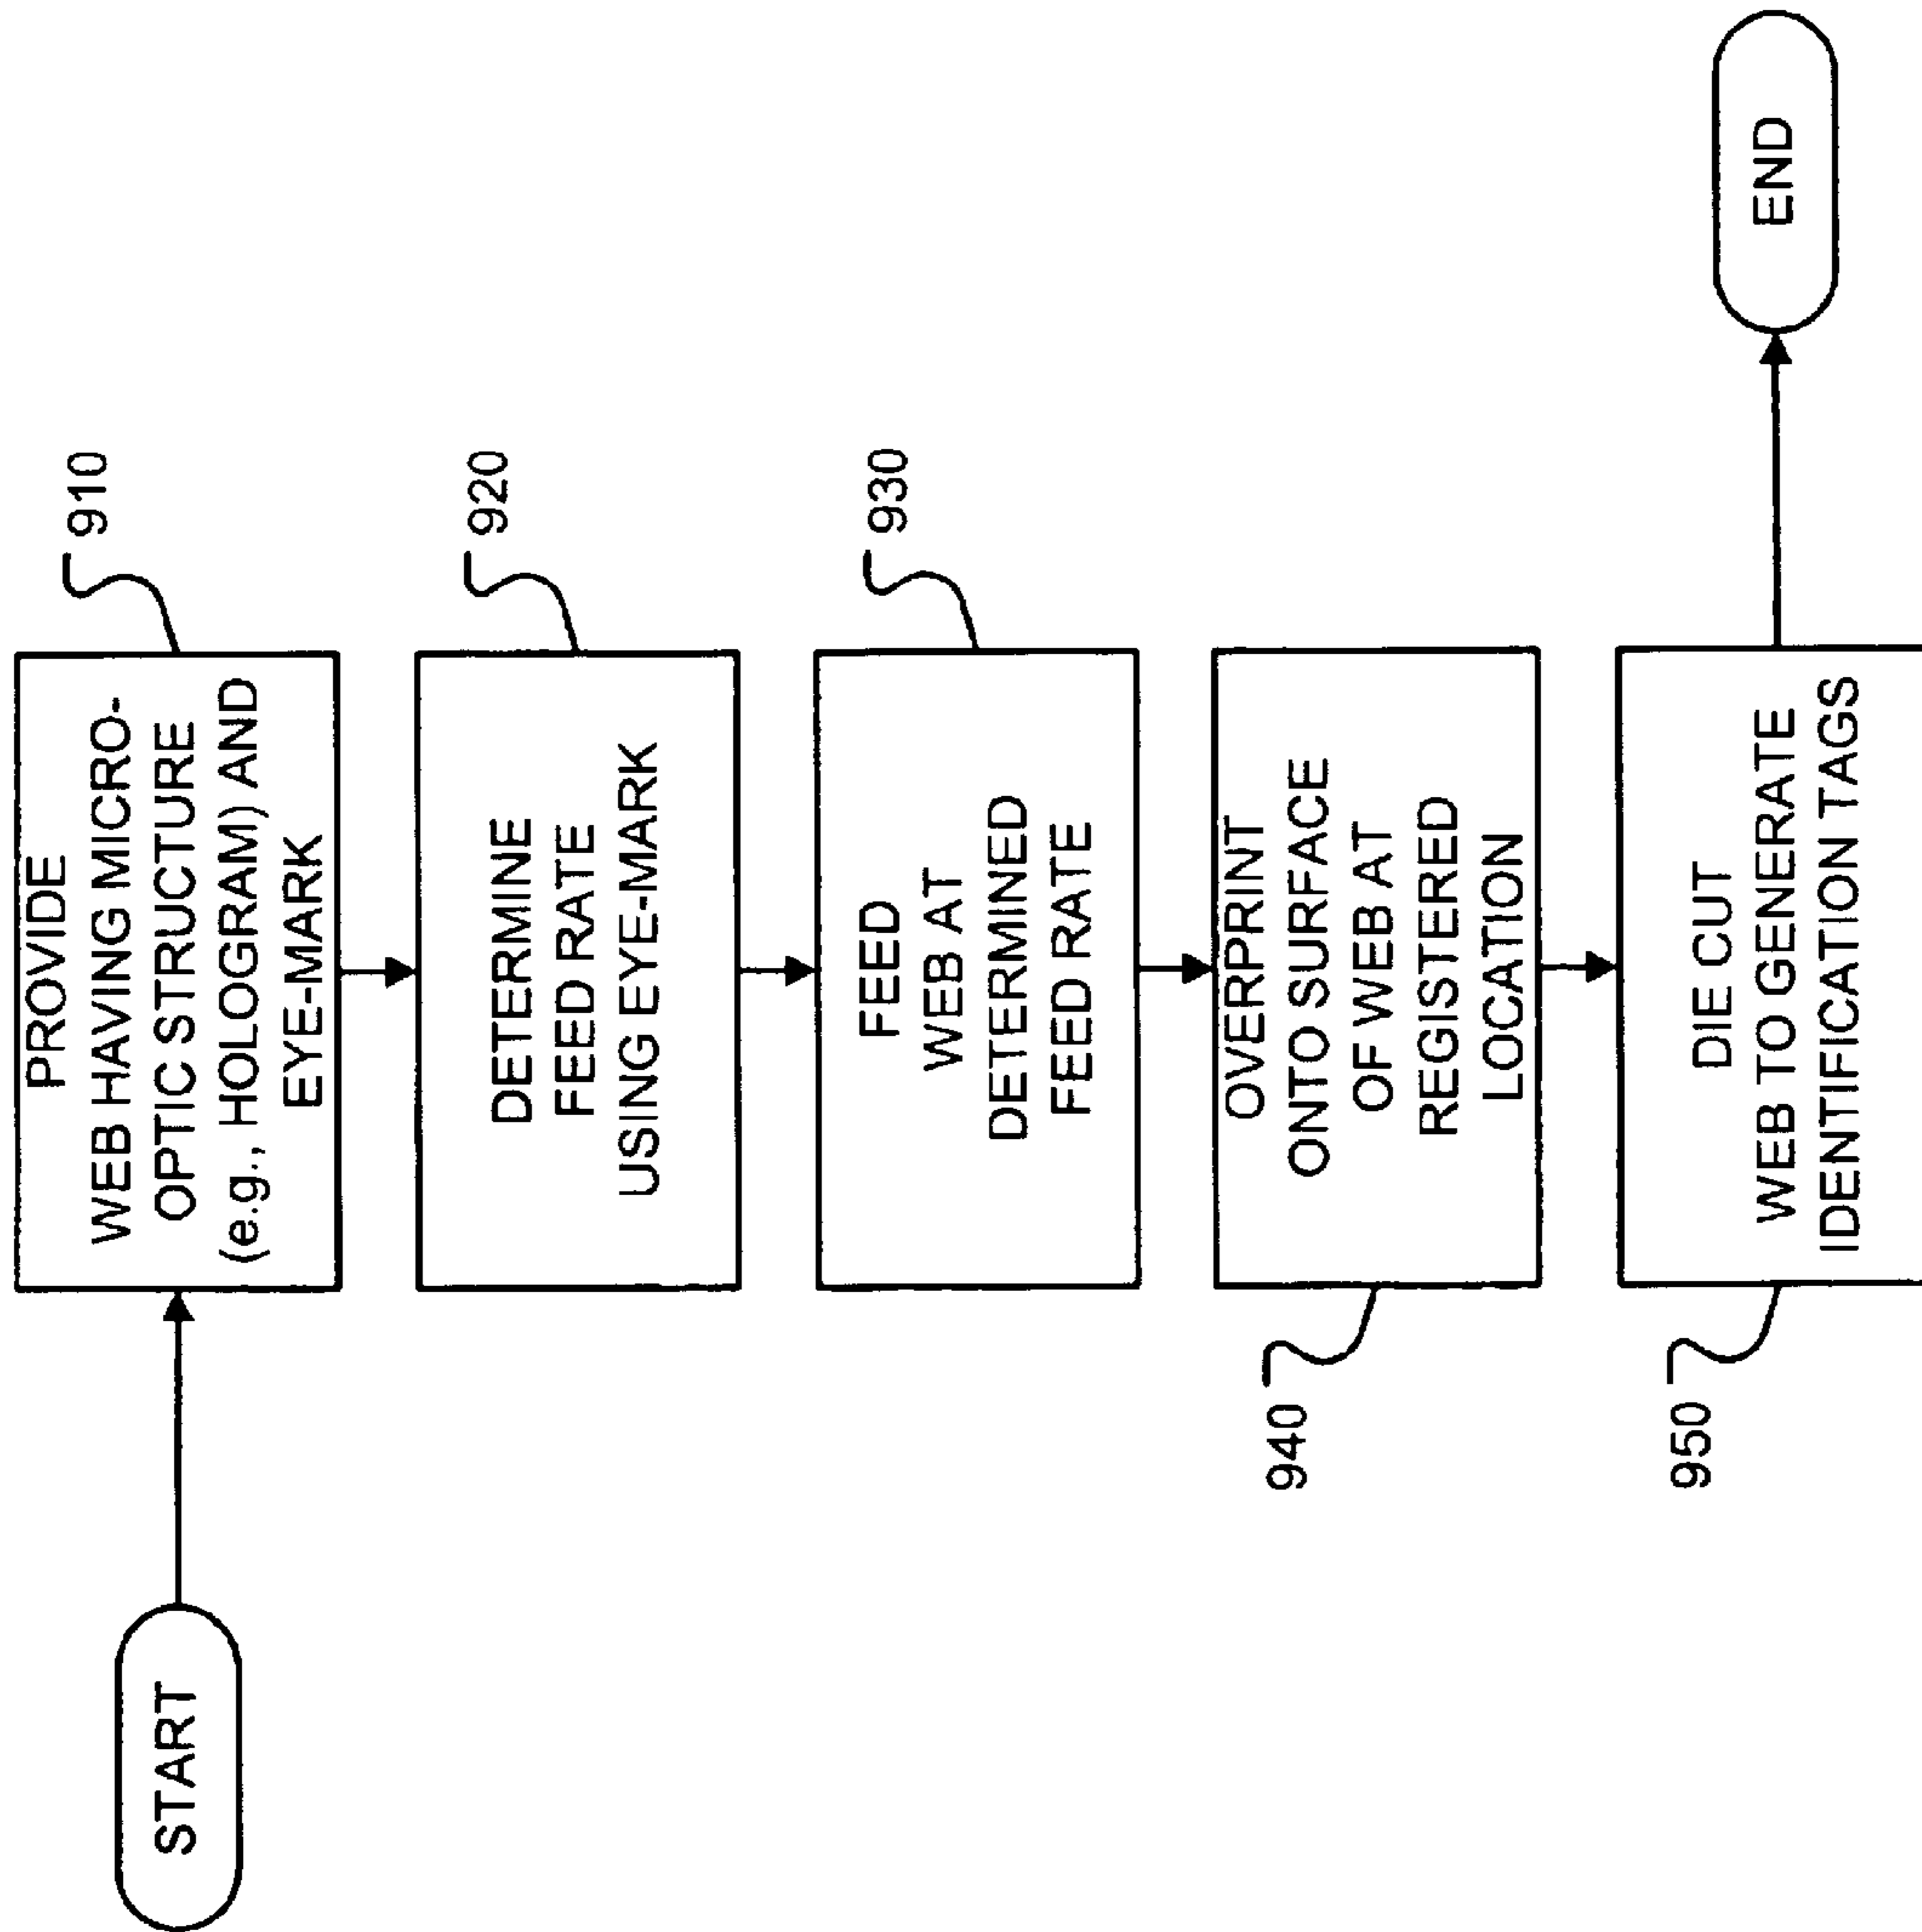 START
PROVIDE
WEB HAVING MICRO-
OPTIC STRUCTURE
(e.g., HOLOGRAM) AND
EYE-MARK
910
DETERMINE
FEED RATE
USING EYE-MARK
920
FEED
WEB AT
DETERMINED
FEED RATE
930
OVERPRINT
ONTO SURFACE
OF WEB AT
REGISTERED
LOCATION
940
DIE CUT
WEB TO GENERATE
IDENTIFICATION TAGS
950
END